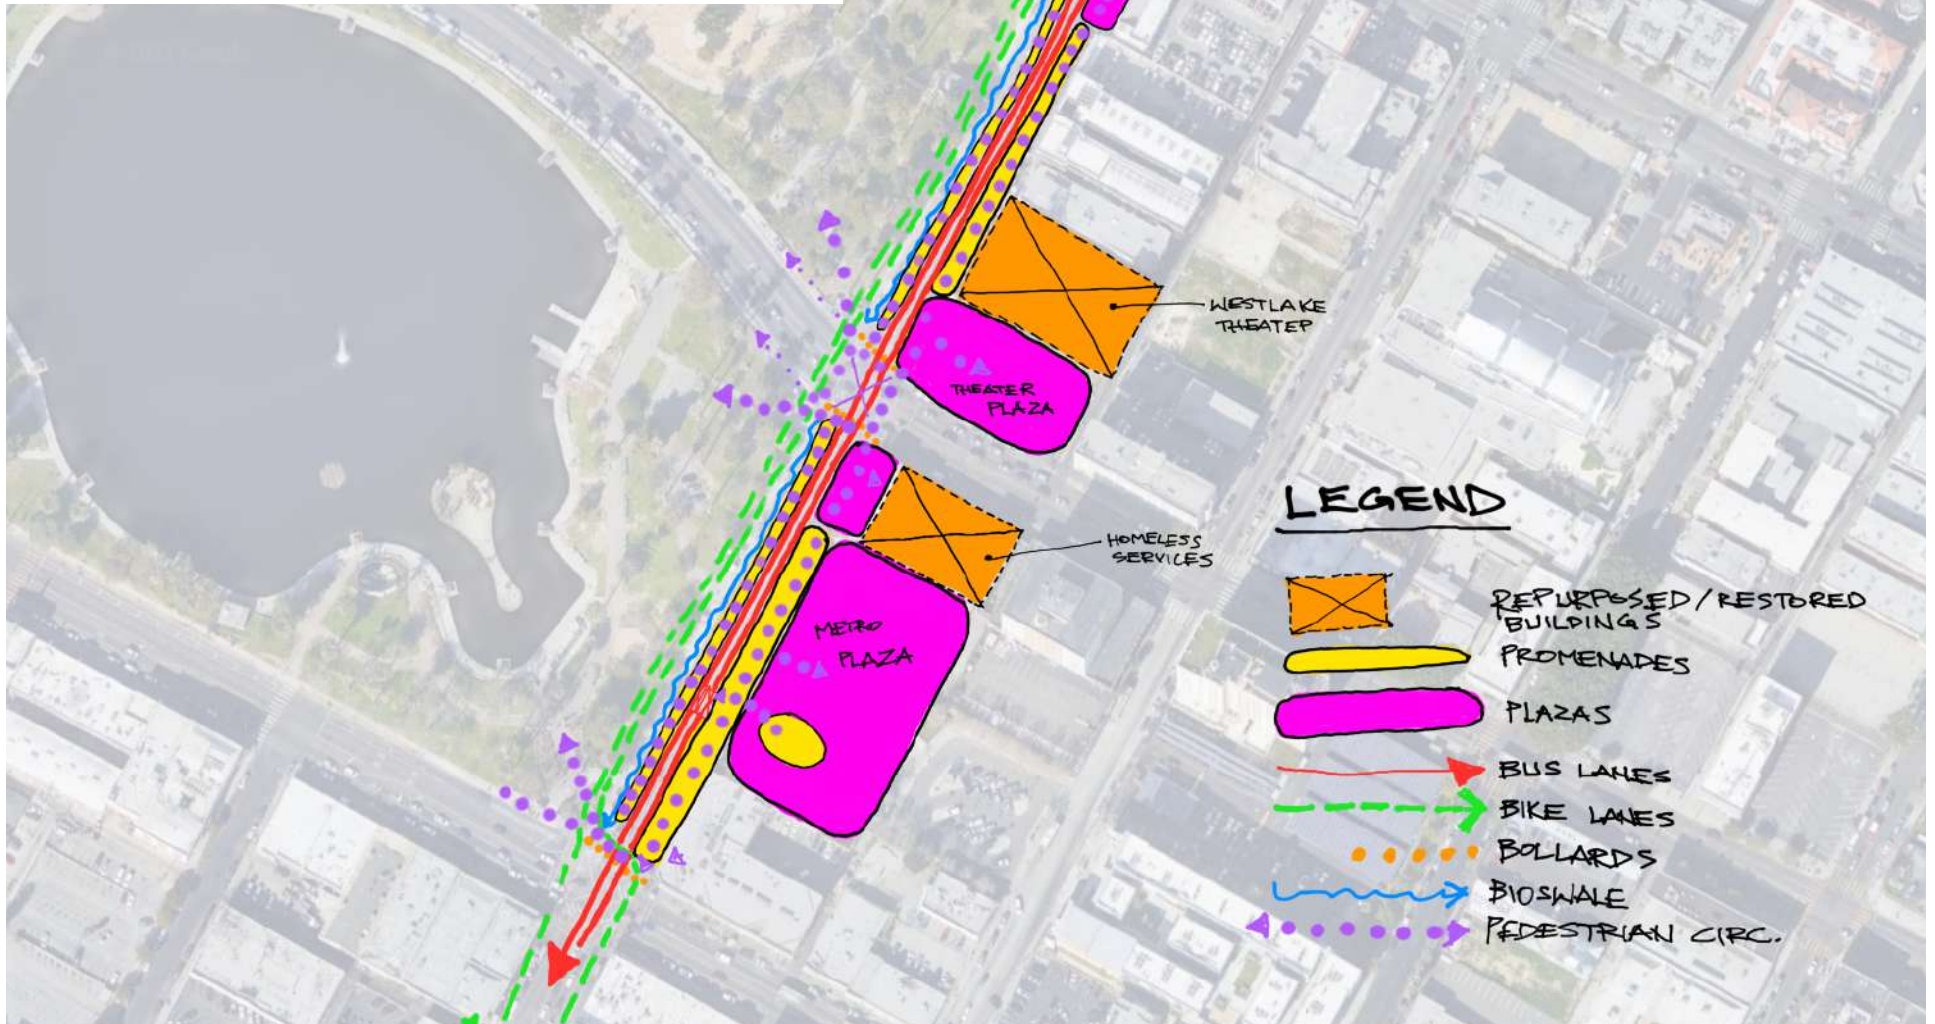 WESTLAKE
THEATER
THEATER
PLAZA
HOMELESS
SERVICES
METRO
PLAZA
LEGEND
REPURPOSED/RESTORED
BUILDINGS
PROMENADES
PLAZAS
BUS LANES
BIKE LANES
BOLLARDS
BIOSWALE
PEDESTRIAN CIRC.